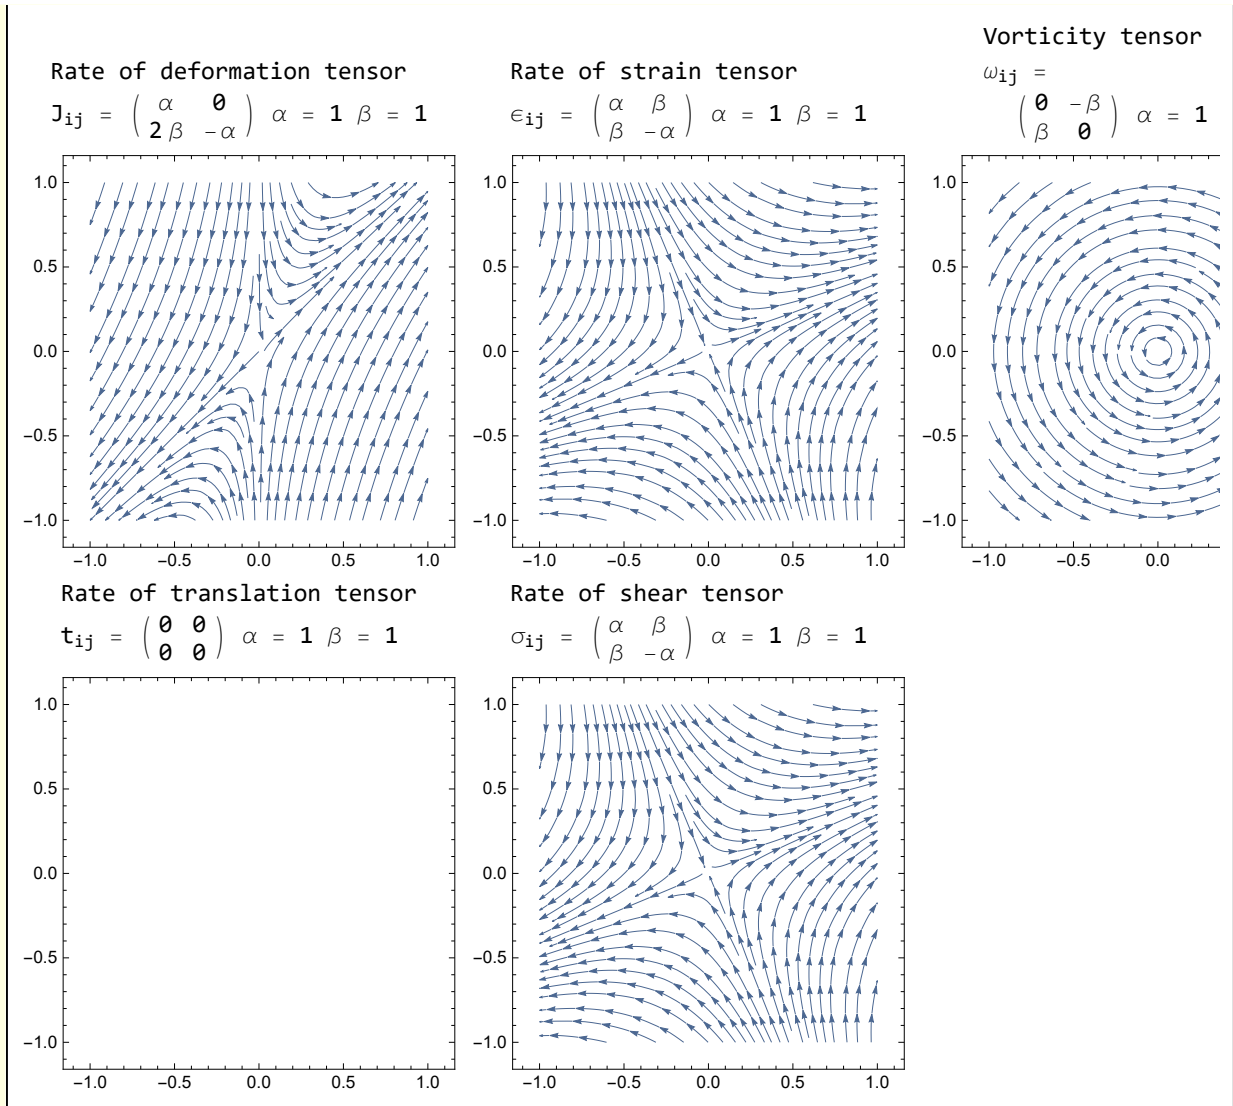 Vorticity tensor
Rate of deformation tensor
Rate of strain tensor
ω_ij =
J_ij = ( α 0
2 β -α ) α = 1 β = 1
ϵ_ij = ( α β
β -α ) α = 1 β = 1
( 0 -β
β 0 ) α = 1
1.0
0.5
0.0
-0.5
-1.0
-1.0 -0.5 0.0 0.5 1.0
1.0
0.5
0.0
-0.5
-1.0
-1.0 -0.5 0.0 0.5 1.0
1.0
0.5
0.0
-0.5
-1.0
-1.0 -0.5 0.0
Rate of translation tensor
t_ij = ( 0 0
0 0 ) α = 1 β = 1
Rate of shear tensor
σ_ij = ( α β
β -α ) α = 1 β = 1
1.0
0.5
0.0
-0.5
-1.0
-1.0 -0.5 0.0 0.5 1.0
1.0
0.5
0.0
-0.5
-1.0
-1.0 -0.5 0.0 0.5 1.0